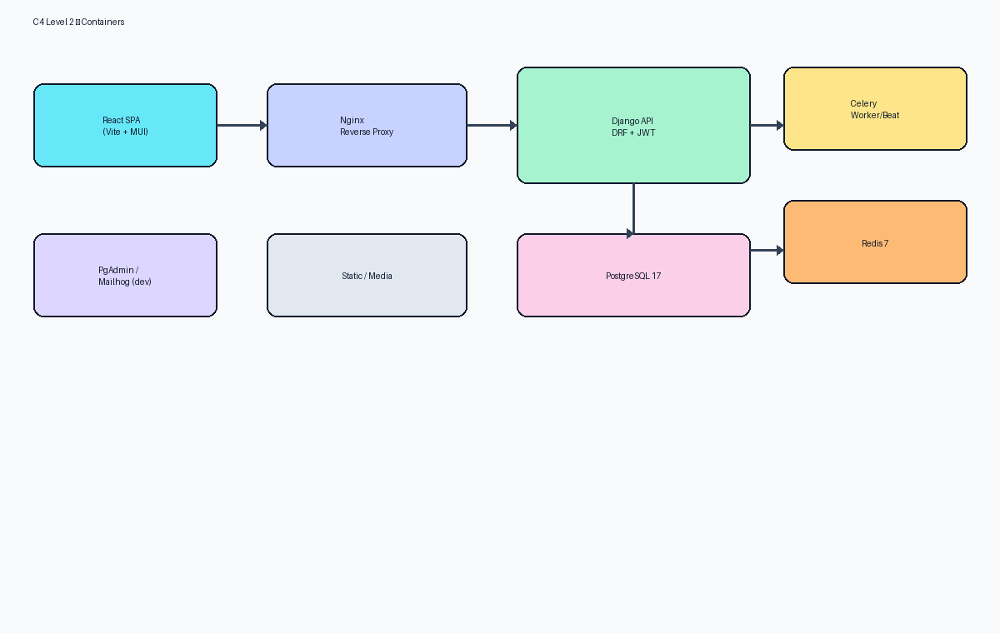 C4 Level 2 Containers
React SPA
(Vite + MUI)
Nginx
Reverse Proxy
Django API
DRF + JWT
Celery
Worker/Beat
PgAdmin /
Mailhog (dev)
Static / Media
PostgreSQL 17
Redis 7